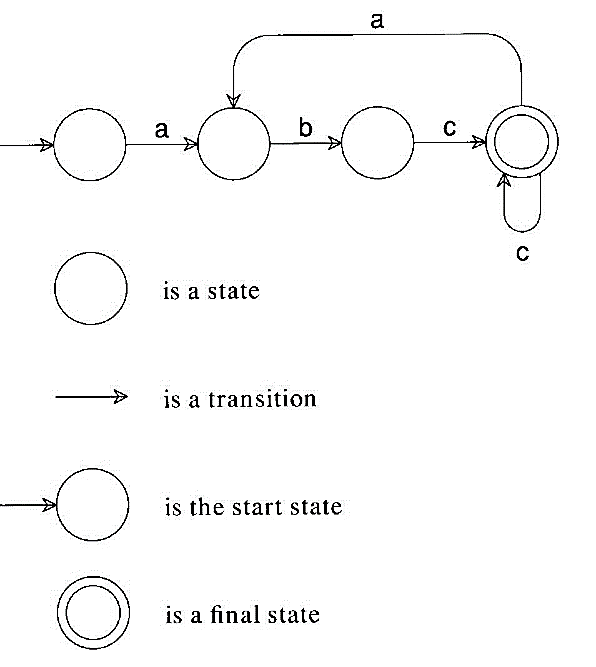 a
a b c
c
is a state
is a transition
is the start state
is a final state